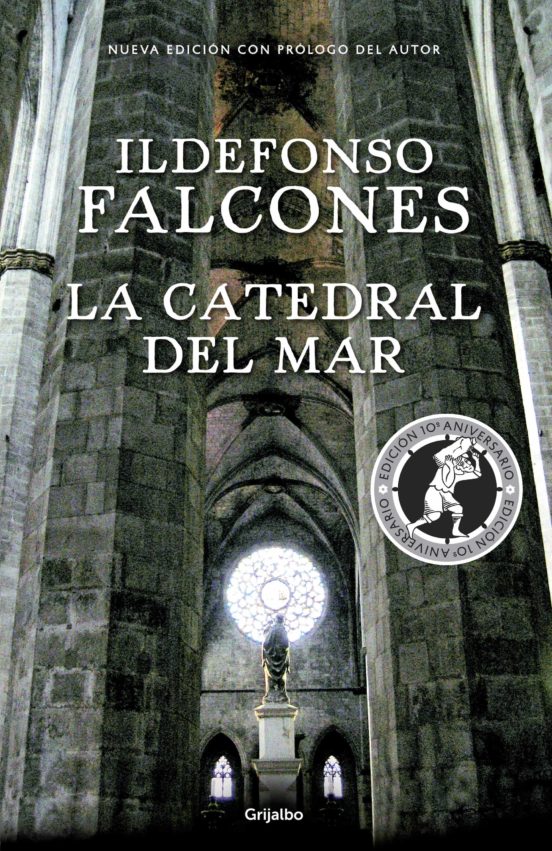 NUEVA EDICIÓN CON PRÓLOGO DEL AUTOR
ILDEFONSO
FALCONES
LA CATEDRAL
DEL MAR
EDICIÓN 10º ANIVERSARIO
EDICIÓN 10º ANIVERSARIO
Grijalbo